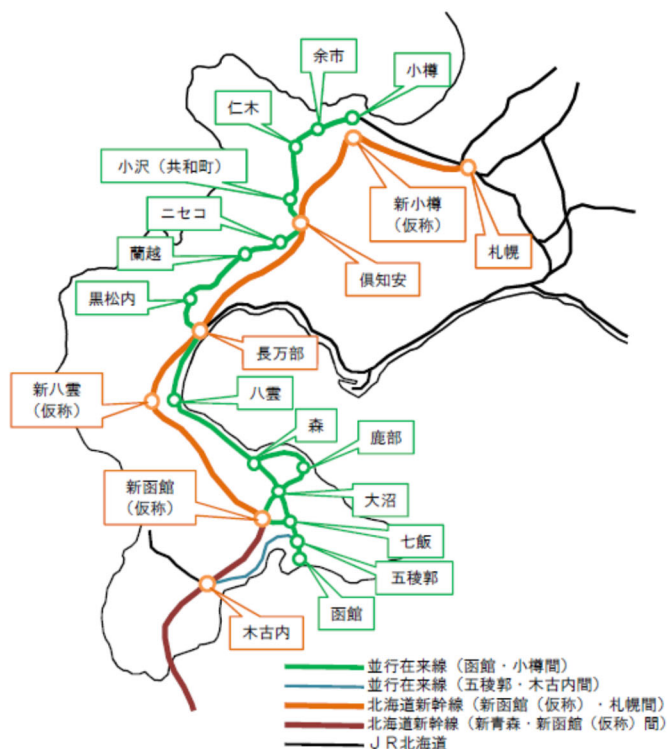 余市
小樽
仁木
小沢（共和町）
ニセコ
蘭越
黒松内
新小樽
（仮称）
札幌
倶知安
長万部
新八雲
（仮称）
八雲
森
鹿部
新函館
（仮称）
大沼
七飯
五稜郭
函館
木古内
並行在来線（函館・小樽間）
並行在来線（五稜郭・木古内間）
北海道新幹線（新函館（仮称）・札幌間）
北海道新幹線（新青森・新函館（仮称）間）
ＪＲ北海道